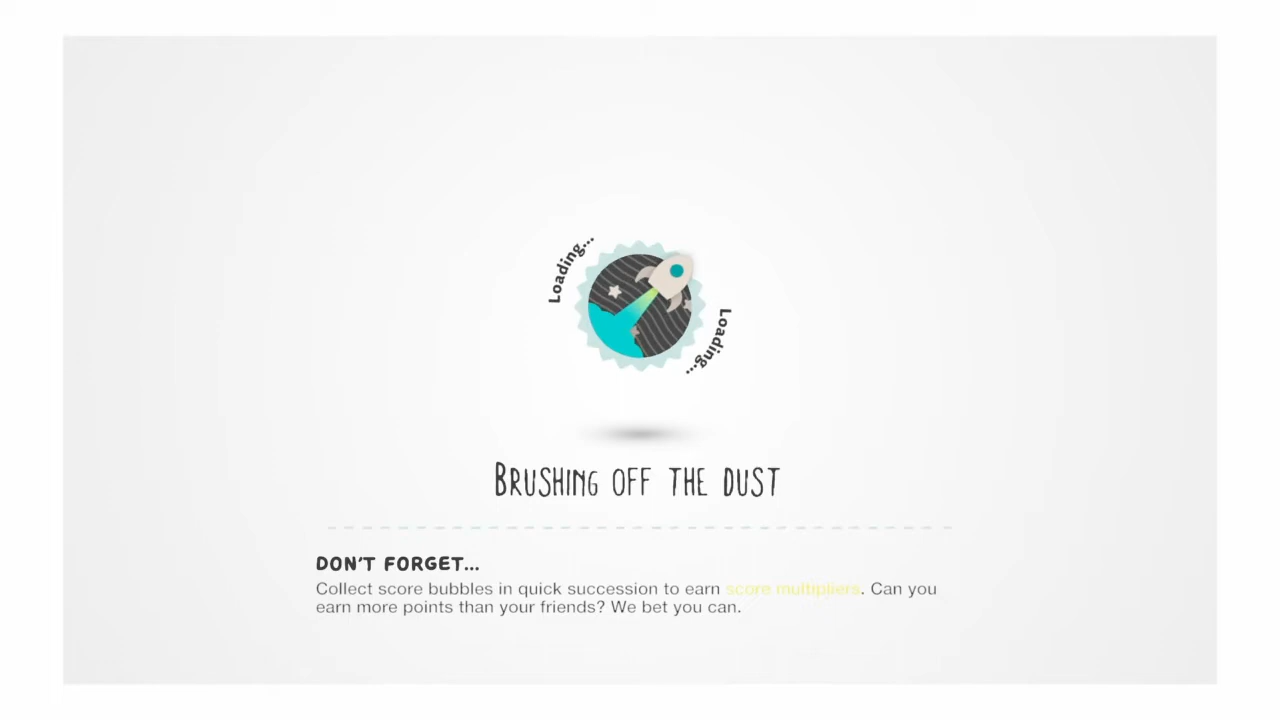 Loading...
Loading...
Brushing off the dust
DON'T FORGET...
Collect score bubbles in quick succession to earn score multipliers. Can you
earn more points than your friends? We bet you can.